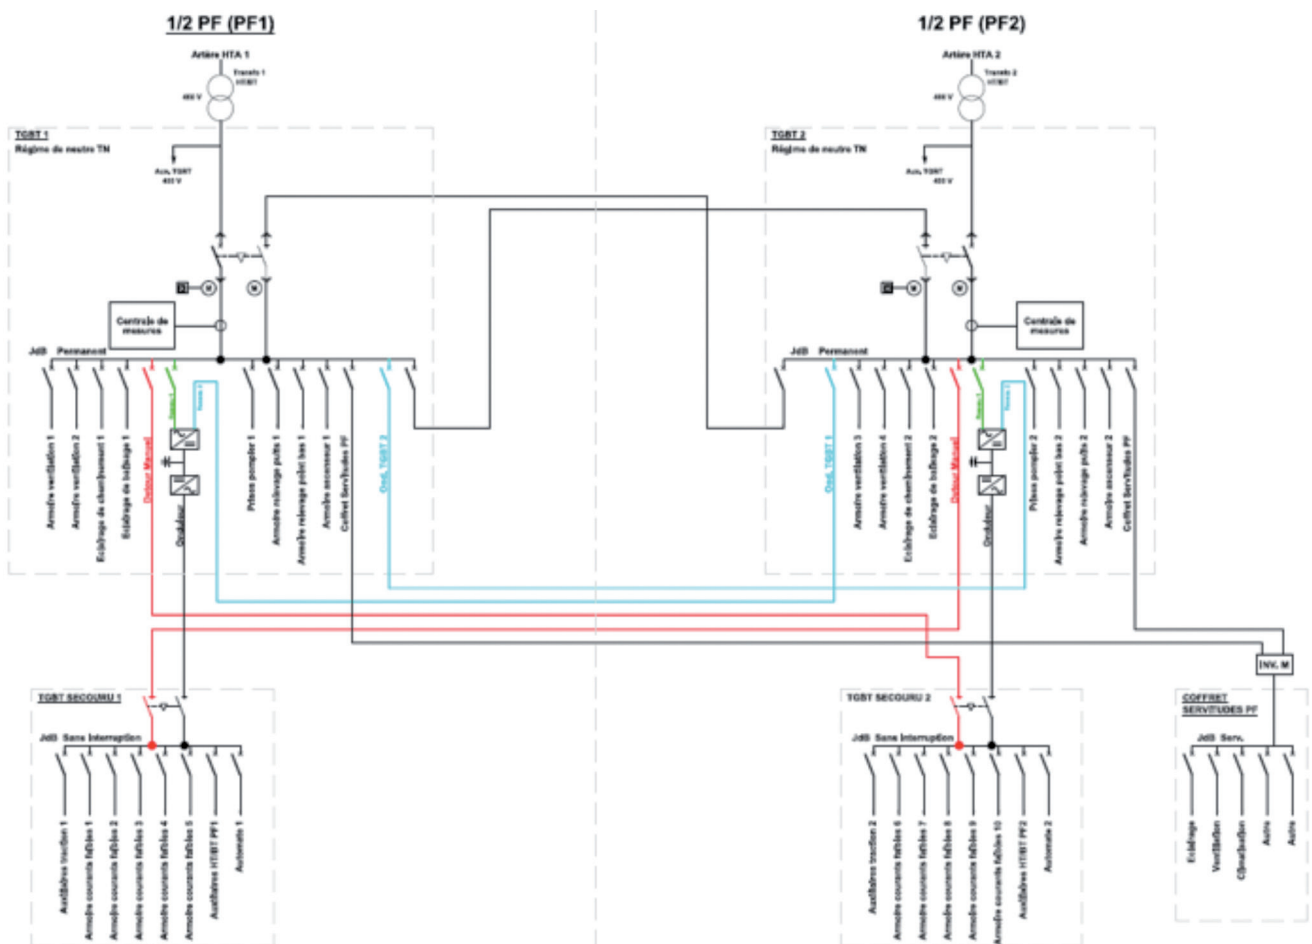 1/2 PF (PF1)
1/2 PF (PF2)
Artère HTA 1
Artère HTA 2
Transfo 1
HT/BT
Transfo 2
HT/BT
TGBT 1
Régime de neutre TN
TGBT 2
Régime de neutre TN
Aux. TGBT
Aux. TGBT
Centrale de
mesures
Centrale de
mesures
JdB Permanent
JdB Permanent
Armoire ventilation 1
Armoire ventilation 2
Eclairage de cheminement 1
Eclairage de balisage 1
Détour Manuel
Onduleur
Prises pompier 1
Armoire relevage puits 1
Armoire relevage point bas 1
Armoire ascenseur 1
Coffret Servitudes PF
Ond. TGBT 2
Ond. TGBT 1
Armoire ventilation 3
Armoire ventilation 4
Eclairage de cheminement 2
Eclairage de balisage 2
Détour Manuel
Onduleur
Prises pompier 2
Armoire relevage point bas 2
Armoire relevage puits 2
Armoire ascenseur 2
Coffret Servitudes PF
INV. M
TGBT SECOURU 1
TGBT SECOURU 2
COFFRET
SERVITUDES PF
JdB Sans Interruption
JdB Sans Interruption
JdB Serv.
Auxiliaires traction 1
Armoire courants faibles 1
Armoire courants faibles 2
Armoire courants faibles 3
Armoire courants faibles 4
Armoire courants faibles 5
Auxiliaires HT/BT PF1
Automate 1
Auxiliaires traction 2
Armoire courants faibles 6
Armoire courants faibles 7
Armoire courants faibles 8
Armoire courants faibles 9
Armoire courants faibles 10
Auxiliaires HT/BT PF2
Automate 2
Eclairage
Ventilation
Climatisation
Autre
Autre